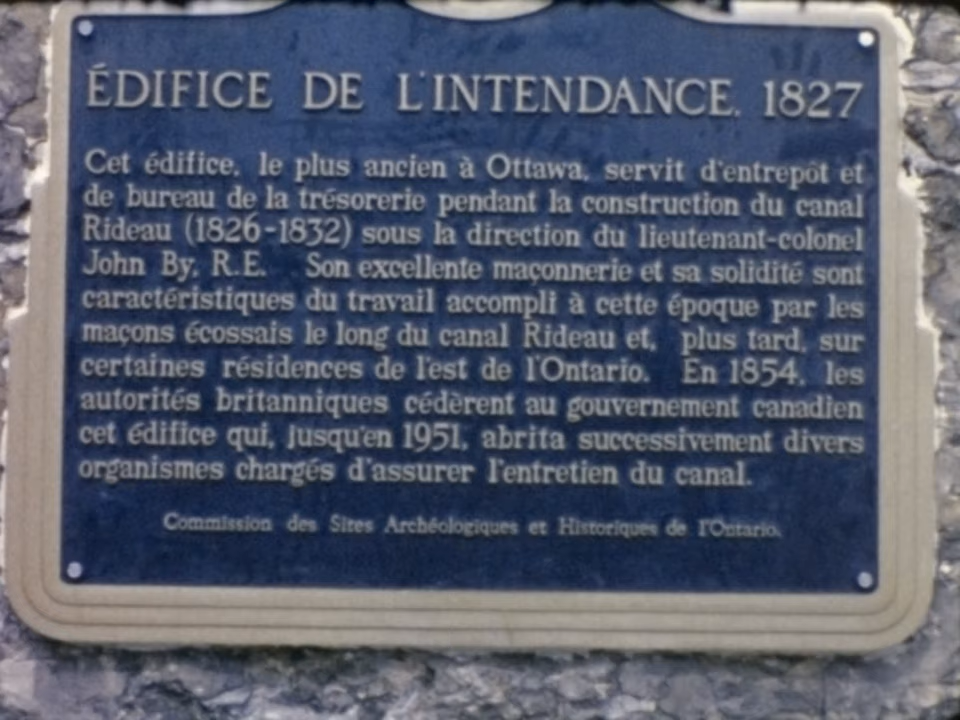 ÉDIFICE DE L'INTENDANCE, 1827
Cet édifice, le plus ancien à Ottawa, servit d'entrepôt et
de bureau de la trésorerie pendant la construction du canal
Rideau (1826-1832) sous la direction du lieutenant-colonel
John By, R.E. Son excellente maçonnerie et sa solidité sont
caractéristiques du travail accompli à cette époque par les
maçons écossais le long du canal Rideau et, plus tard, sur
certaines résidences de l'est de l'Ontario. En 1854, les
autorités britanniques cédèrent au gouvernement canadien
cet édifice qui, jusqu'en 1951, abrita successivement divers
organismes chargés d'assurer l'entretien du canal.
Commission des Sites Archéologiques et Historiques de l'Ontario.